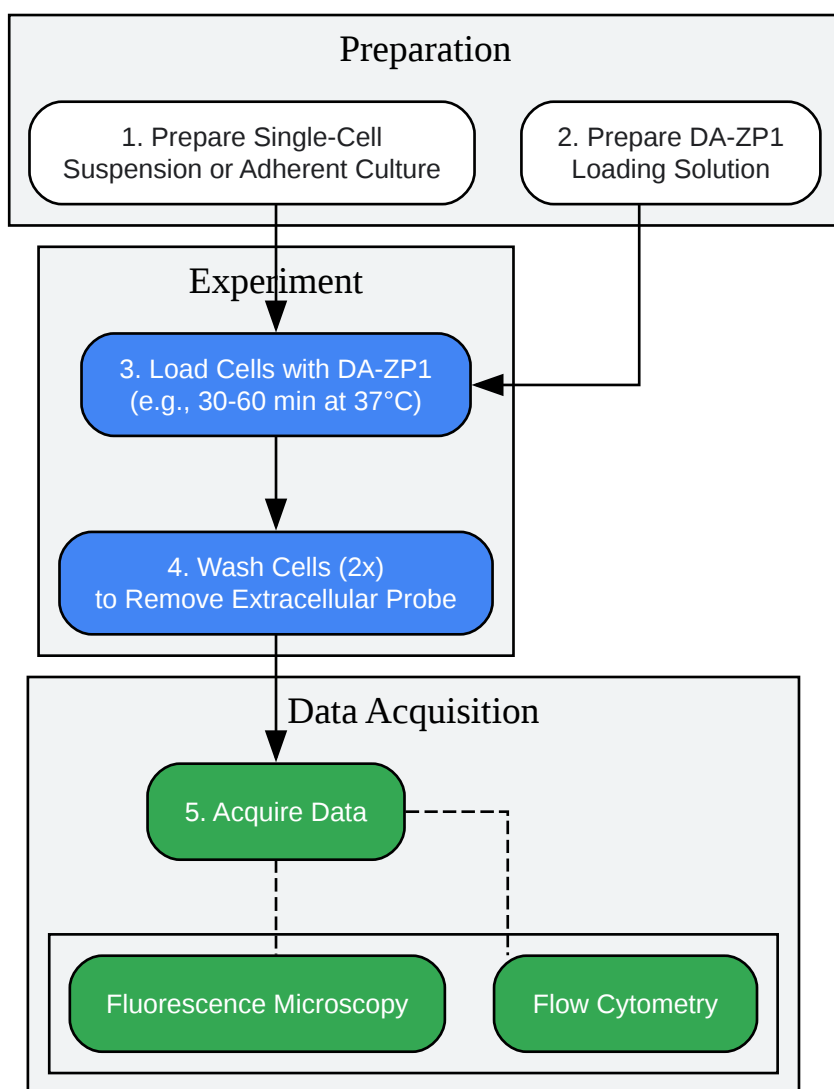 Preparation
1. Prepare Single-Cell
Suspension or Adherent Culture
2. Prepare DA-ZP1
Loading Solution
Experiment
3. Load Cells with DA-ZP1
(e.g., 30-60 min at 37°C)
4. Wash Cells (2x)
to Remove Extracellular Probe
Data Acquisition
5. Acquire Data
Fluorescence Microscopy
Flow Cytometry